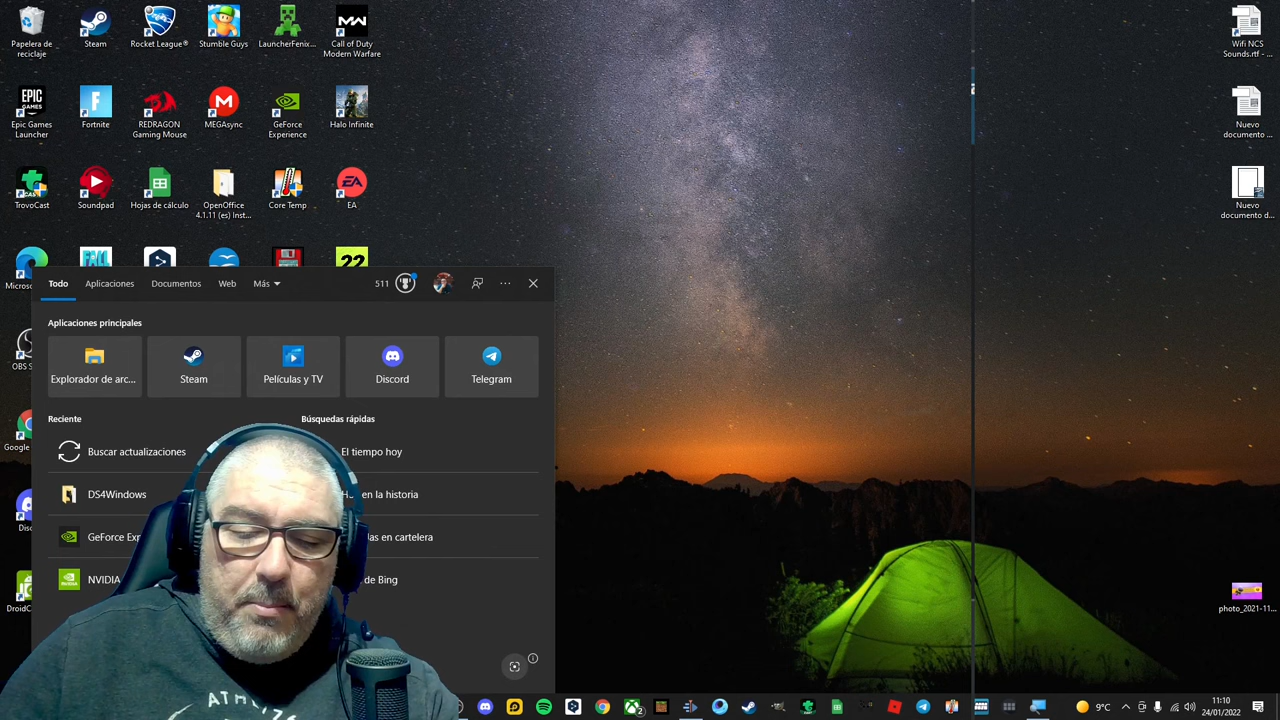 Papelera de
reciclaje
Steam
Rocket League®
Stumble Guys
LauncherFenix...
Call of Duty
Modern Warfare
Wifi NCS
Sounds.rtf - ...
Epic Games
Launcher
Fortnite
REDRAGON
Gaming Mouse
MEGAsync
GeForce
Experience
Halo Infinite
Nuevo
documento ...
TrovoCast
Soundpad
Hojas de cálculo
OpenOffice
4.1.11 (es) Inst...
Core Temp
EA
Nuevo
documento d...
22
Todo
Aplicaciones
Documentos
Web
Más
511
Aplicaciones principales
Explorador de arc...
Steam
Películas y TV
Discord
Telegram
Reciente
Búsquedas rápidas
Buscar actualizaciones
El tiempo hoy
DS4Windows
en la historia
GeForce
en cartelera
NVIDIA
de Bing
Google
photo_2021-11...
9°C
11:10
24/01/2022